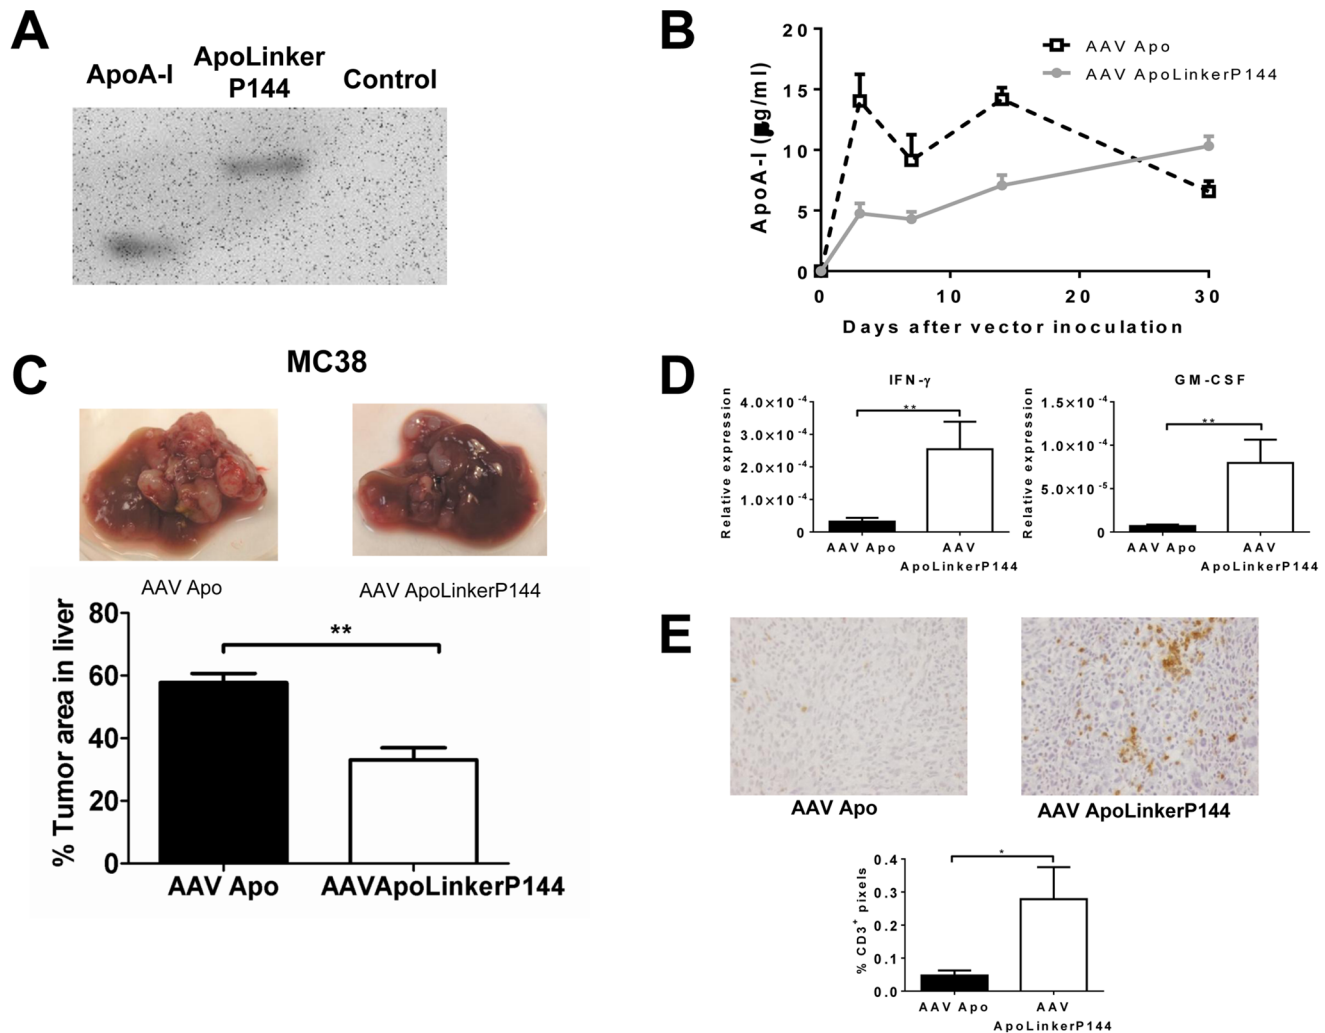 A
ApoA-I
ApoLinker
P144
Control
B
20
15
10
5
0
ApoA-I (µg/ml)
AAV Apo
AAV ApoLinkerP144
0
10
20
30
Days after vector inoculation
C
MC38
AAV Apo
AAV ApoLinkerP144
80
60
40
20
0
% Tumor area in liver
**
AAV Apo
AAVApoLinkerP144
D
IFN-γ
4.0×10⁻⁴
3.0×10⁻⁴
2.0×10⁻⁴
1.0×10⁻⁴
0
Relative expression
**
AAV Apo
AAV
ApoLinkerP144
GM-CSF
1.5×10⁻⁴
1.0×10⁻⁴
5.0×10⁻⁵
0
Relative expression
**
AAV Apo
AAV
ApoLinkerP144
E
AAV Apo
AAV ApoLinkerP144
0.4
0.3
0.2
0.1
0.0
% CD3⁺ pixels
*
AAV Apo
AAV
ApoLinkerP144